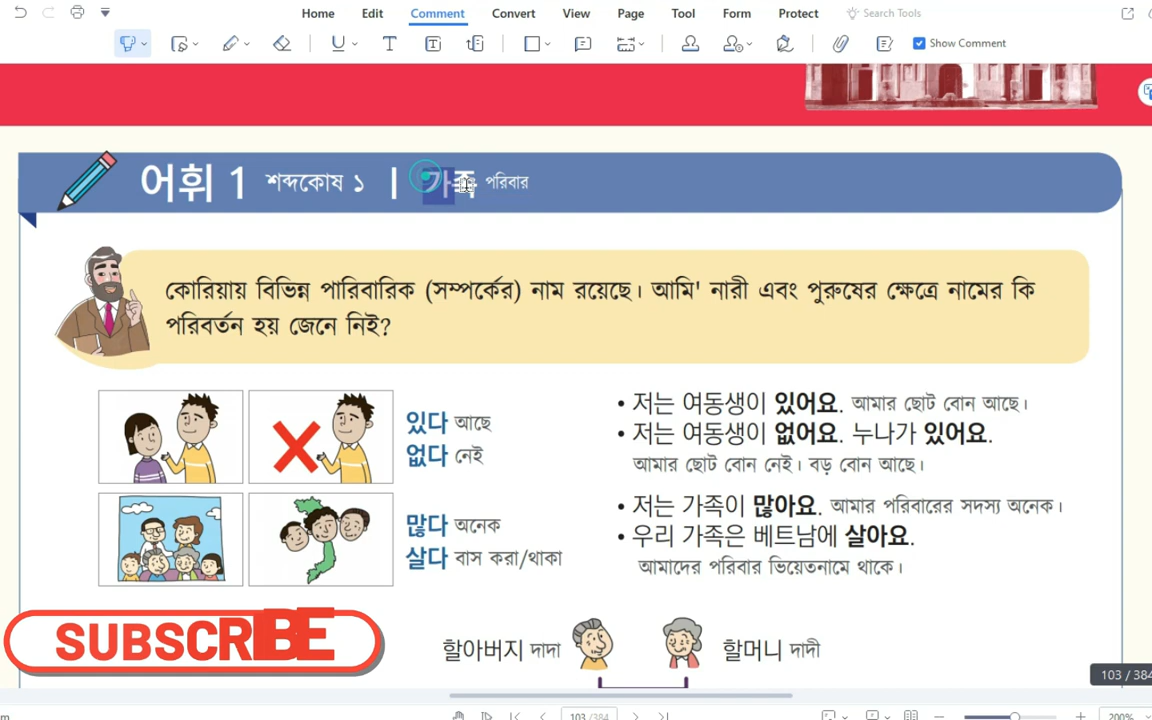 Home Edit Comment Convert View Page Tool Form Protect Search Tools
Show Comment
어휘 1 শব্দকোষ ১ | 가족 পরিবার
কোরিয়ায় বিভিন্ন পারিবারিক (সম্পর্কের) নাম রয়েছে। আমি' নারী এবং পুরুষের ক্ষেত্রে নামের কি
পরিবর্তন হয় জেনে নিই?
있다 আছে
없다 নেই
• 저는 여동생이 있어요. আমার ছোট বোন আছে।
• 저는 여동생이 없어요. 누나가 있어요.
আমার ছোট বোন নেই। বড় বোন আছে।
많다 অনেক
살다 বাস করা/থাকা
• 저는 가족이 많아요. আমার পরিবারের সদস্য অনেক।
• 우리 가족은 베트남에 살아요.
আমাদের পরিবার ভিয়েতনামে থাকে।
SUBSCRIBE
할아버지 দাদা
할머니 দাদী
103 / 384
103 /384
200%